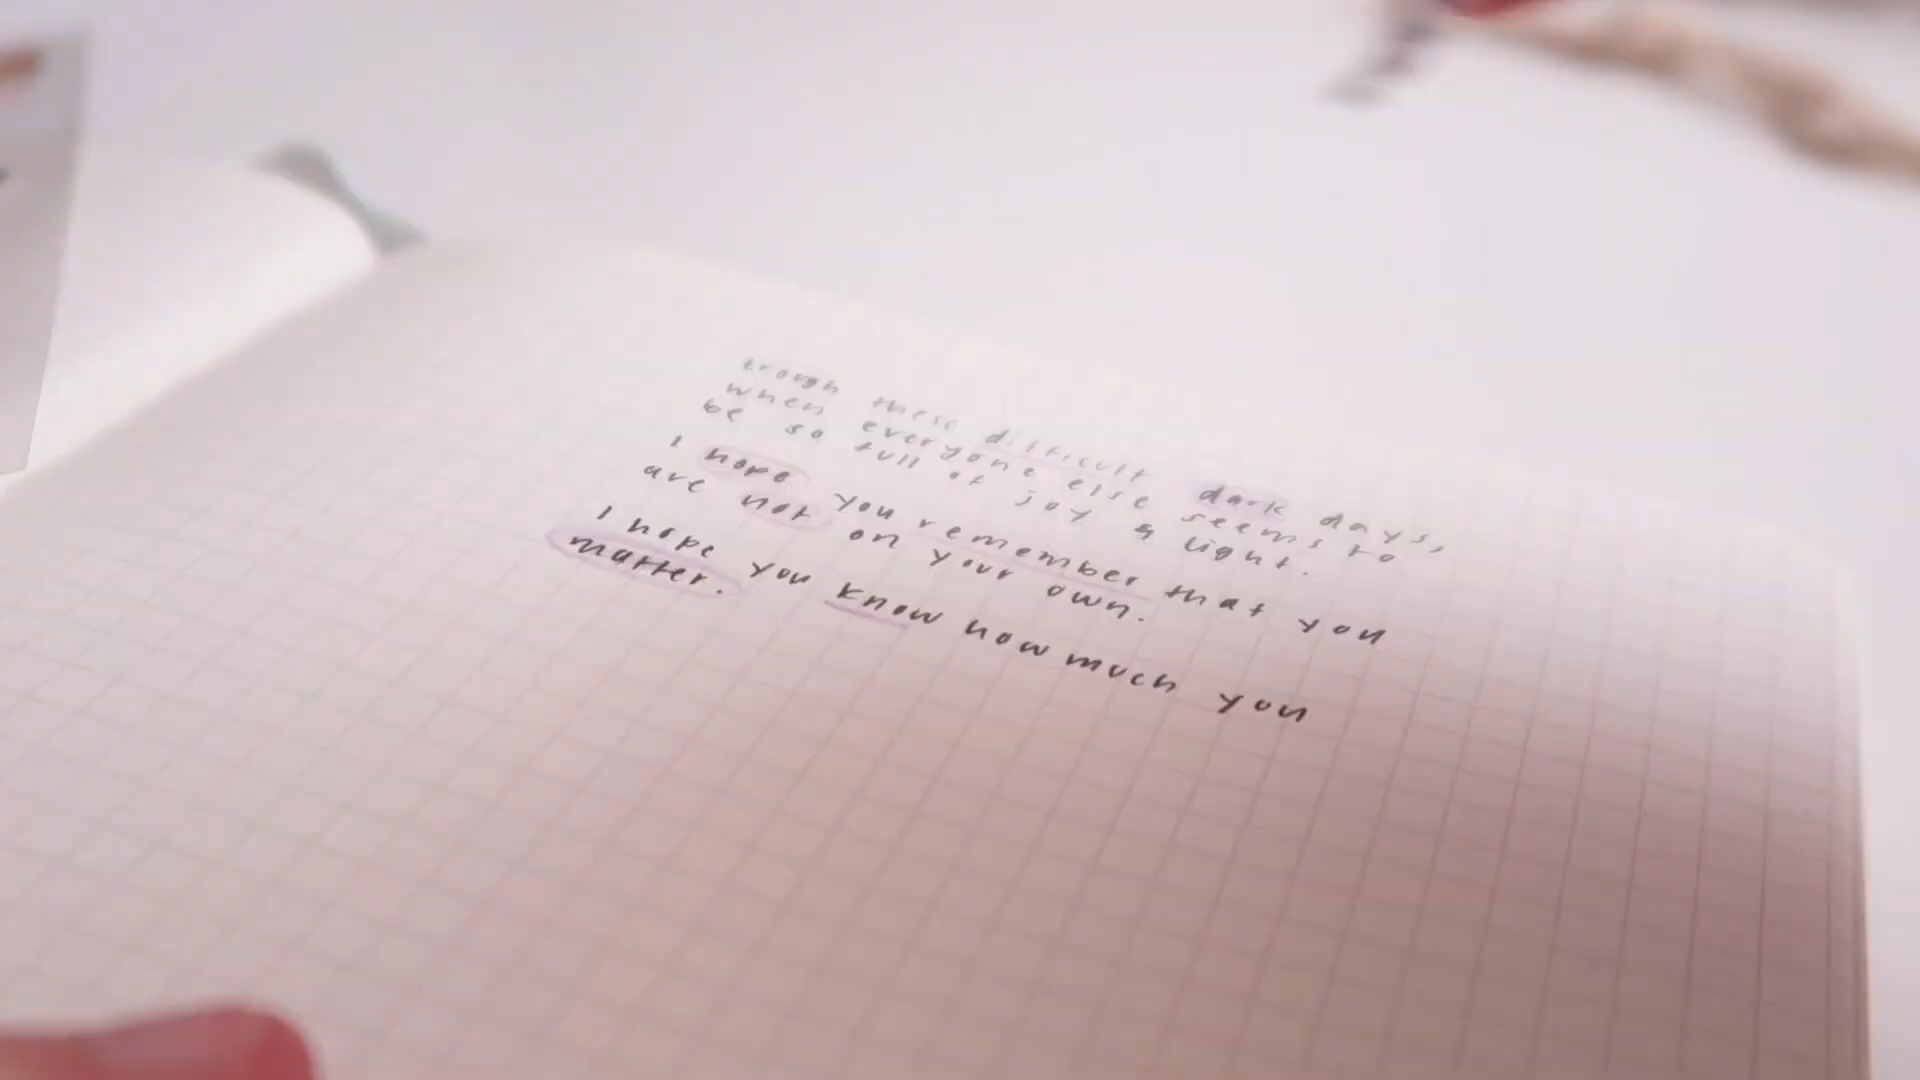 trough these difficult dark days,
when everyone else seems to
be so full of joy & light.
I hope you remember that you
are not on your own.
I hope you know how much you
matter.